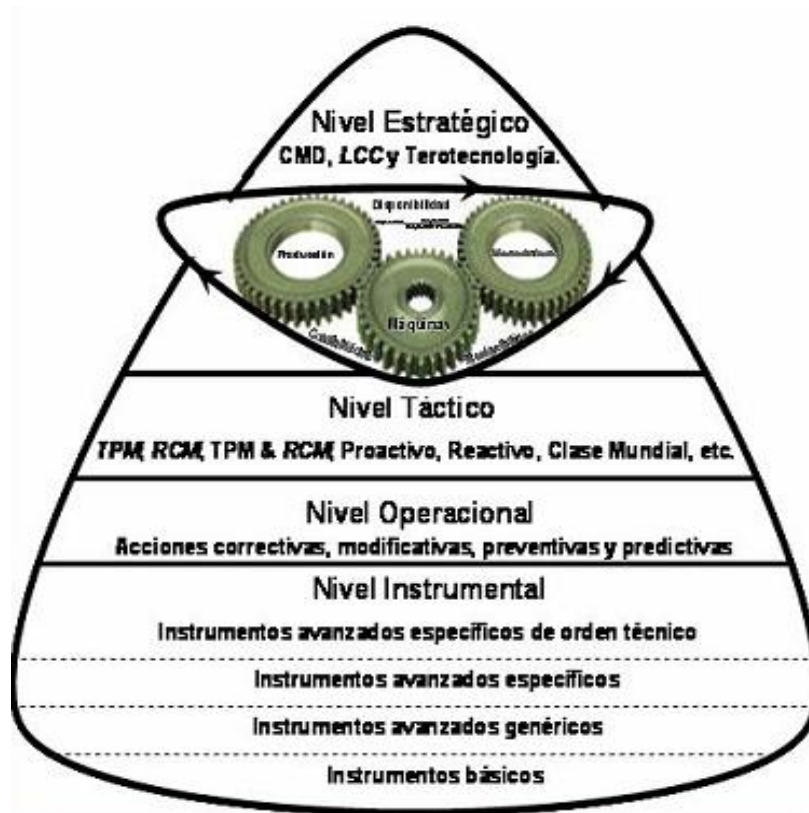 Nivel Estratégico
CMD, LCC y Terotecnología.
Disponibilidad
Producción
Máquinas
Nivel Táctico
TPM, RCM, TPM & RCM, Proactivo, Reactivo, Clase Mundial, etc.
Nivel Operacional
Acciones correctivas, modificativas, preventivas y predictivas
Nivel Instrumental
Instrumentos avanzados específicos de orden técnico
Instrumentos avanzados específicos
Instrumentos avanzados genéricos
Instrumentos básicos